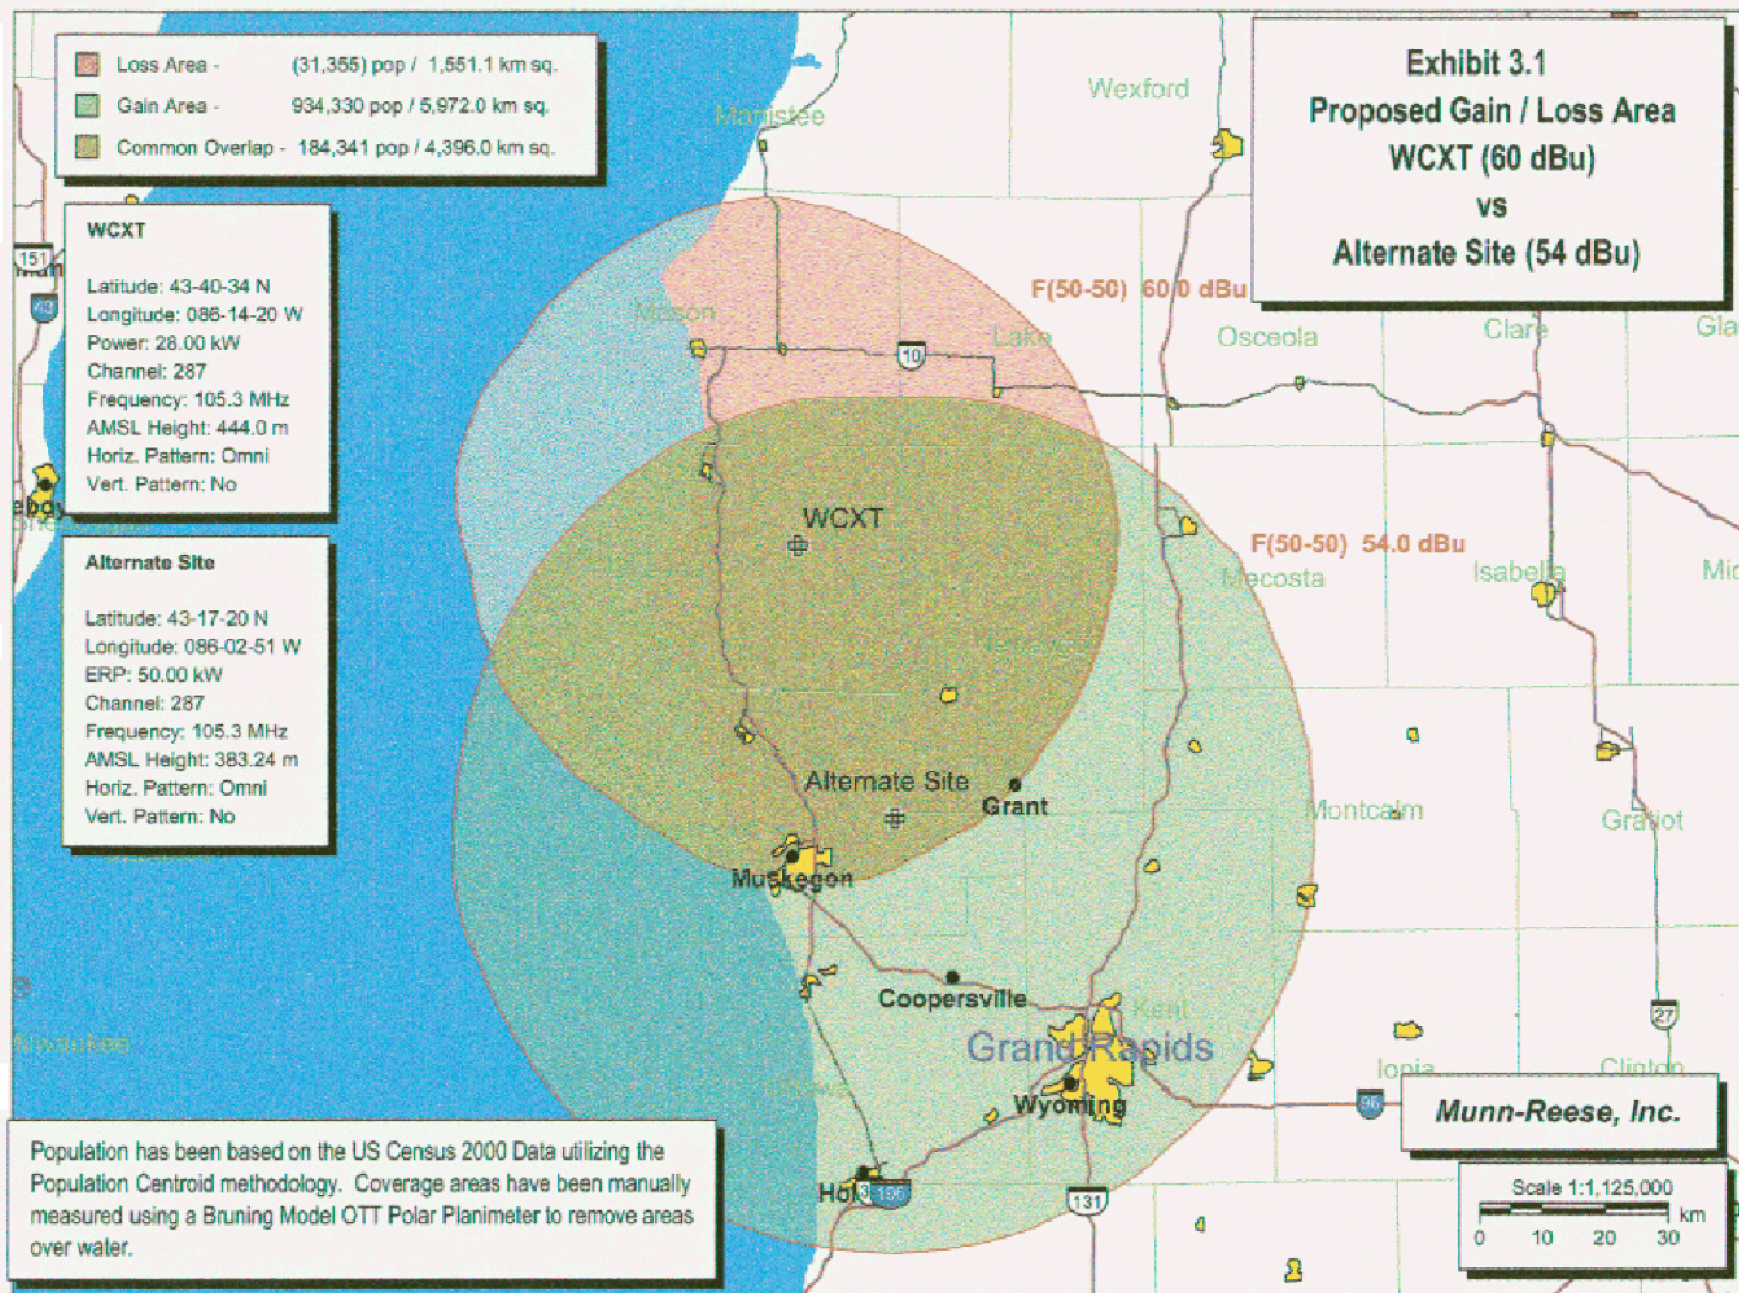 Loss Area - (31,355) pop / 1,551.1 km sq.
Gain Area - 934,330 pop / 5,972.0 km sq.
Common Overlap - 184,341 pop / 4,396.0 km sq.
Exhibit 3.1
Proposed Gain / Loss Area
WCXT (60 dBu)
vs
Alternate Site (54 dBu)
Wexford
Manistee
WCXT
Latitude: 43-40-34 N
Longitude: 086-14-20 W
Power: 28.00 kW
Channel: 287
Frequency: 105.3 MHz
AMSL Height: 444.0 m
Horiz. Pattern: Omni
Vert. Pattern: No
151
43
F(50-50) 60.0 dBu
Mason
Lake
Osceola
Clare
Gla
10
WCXT
F(50-50) 54.0 dBu
Mecosta
Isabella
Mid
Alternate Site
Latitude: 43-17-20 N
Longitude: 086-02-51 W
ERP: 50.00 kW
Channel: 287
Frequency: 105.3 MHz
AMSL Height: 383.24 m
Horiz. Pattern: Omni
Vert. Pattern: No
Alternate Site
Grant
Montcalm
Gratiot
Muskegon
Coopersville
Kent
27
Grand Rapids
Ionia
Clinton
Wyoming
96
Munn-Reese, Inc.
Population has been based on the US Census 2000 Data utilizing the
Population Centroid methodology. Coverage areas have been manually
measured using a Bruning Model OTT Polar Planimeter to remove areas
over water.
Hol
196
131
Scale 1:1,125,000
km
0 10 20 30